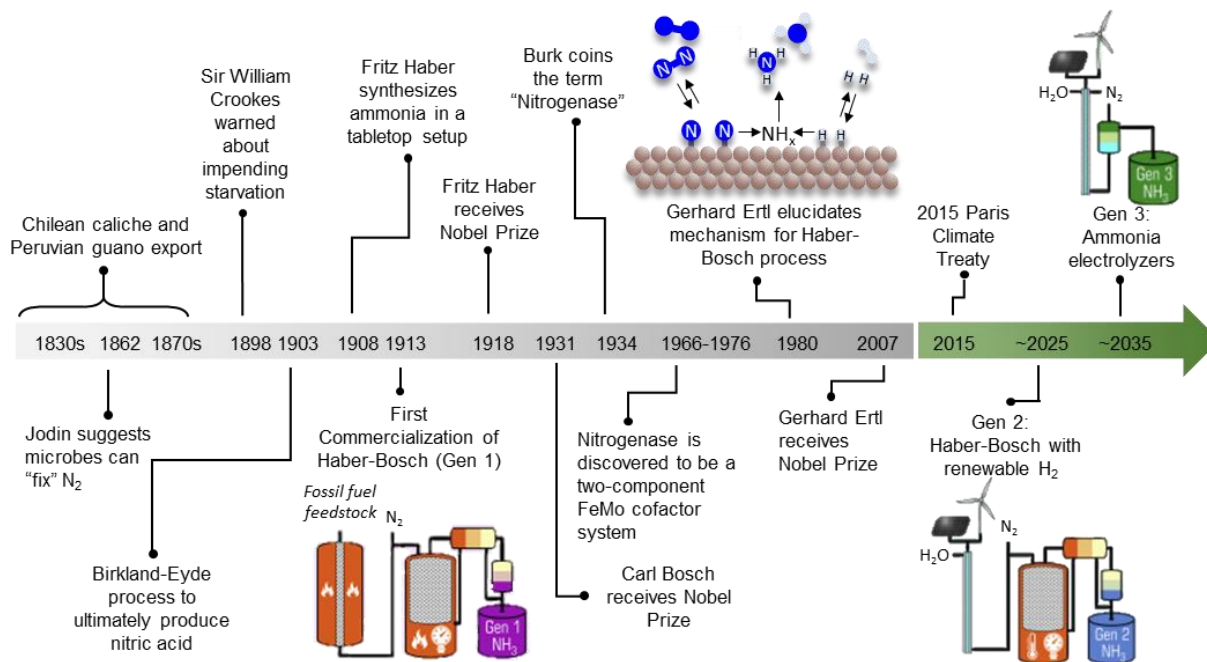 Chilean caliche and
Peruvian guano export
Sir William
Crookes
warned
about
impending
starvation
Fritz Haber
synthesizes
ammonia in a
tabletop setup
Fritz Haber
receives
Nobel Prize
Burk coins
the term
“Nitrogenase”
N
N
N
N
NHₓ
H
N
H
H
H H
H H
Gerhard Ertl elucidates
mechanism for Haber-
Bosch process
2015 Paris
Climate
Treaty
H₂O
N₂
Gen 3
NH₃
Gen 3:
Ammonia
electrolyzers
1830s 1862 1870s 1898 1903 1908 1913 1918 1931 1934 1966-1976 1980 2007 2015 ~2025 ~2035
Jodin suggests
microbes can
“fix” N₂
Birkland-Eyde
process to
ultimately produce
nitric acid
First
Commercialization of
Haber-Bosch (Gen 1)
Fossil fuel
feedstock
N₂
Gen 1
NH₃
Carl Bosch
receives Nobel
Prize
Nitrogenase is
discovered to be a
two-component
FeMo cofactor
system
Gerhard Ertl
receives
Nobel Prize
Gen 2:
Haber-Bosch with
renewable H₂
H₂O
N₂
Gen 2
NH₃